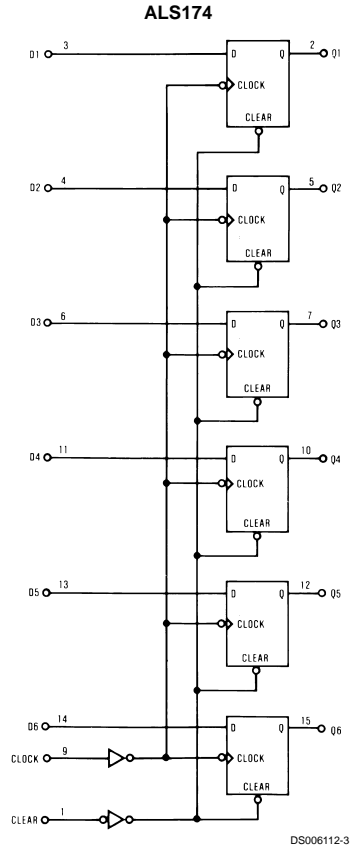 ALS174
D1 3 D Q 2 Q1
CLOCK
CLEAR
D2 4 D Q 5 Q2
CLOCK
CLEAR
D3 6 D Q 7 Q3
CLOCK
CLEAR
D4 11 D Q 10 Q4
CLOCK
CLEAR
D5 13 D Q 12 Q5
CLOCK
CLEAR
D6 14 D Q 15 Q6
CLOCK 9 CLOCK
CLEAR
CLEAR 1
DS006112-3